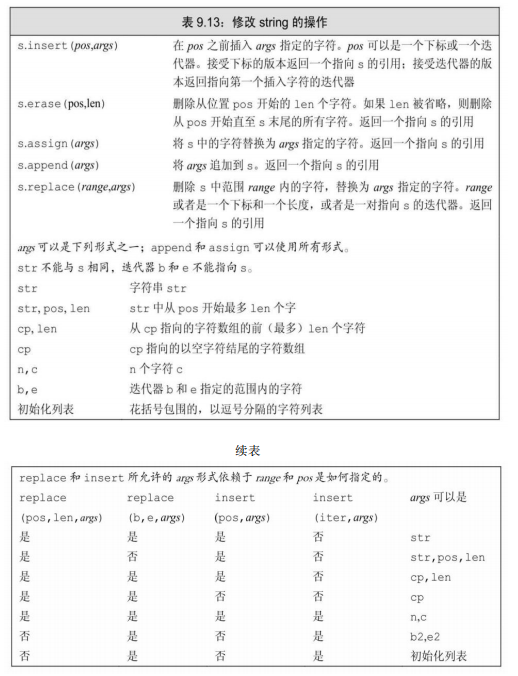 表 9.13：修改 string 的操作
s.insert(pos,args) 在 pos 之前插入 args 指定的字符。pos 可以是一个下标或一个迭
代器。接受下标的版本返回一个指向 s 的引用；接受迭代器的版
本返回指向第一个插入字符的迭代器
s.erase(pos,len) 删除从位置 pos 开始的 len 个字符。如果 len 被省略，则删除
从 pos 开始直至 s 末尾的所有字符。返回一个指向 s 的引用
s.assign(args) 将 s 中的字符替换为 args 指定的字符。返回一个指向 s 的引用
s.append(args) 将 args 追加到 s。返回一个指向 s 的引用
s.replace(range,args) 删除 s 中范围 range 内的字符，替换为 args 指定的字符。range
或者是一个下标和一个长度，或者是一对指向 s 的迭代器。返回
一个指向 s 的引用
args 可以是下列形式之一；append 和 assign 可以使用所有形式。
str 不能与 s 相同，迭代器 b 和 e 不能指向 s。
str 字符串 str
str,pos,len str 中从 pos 开始最多 len 个字
cp,len 从 cp 指向的字符数组的前（最多）len 个字符
cp cp 指向的以空字符结尾的字符数组
n,c n 个字符 c
b,e 迭代器 b 和 e 指定的范围内的字符
初始化列表 花括号包围的，以逗号分隔的字符列表
续表
replace 和 insert 所允许的 args 形式依赖于 range 和 pos 是如何指定的。
replace replace insert insert args 可以是
(pos,len,args) (b,e,args) (pos,args) (iter,args)
是 是 是 否 str
是 否 是 否 str,pos,len
是 是 是 否 cp,len
是 是 否 否 cp
是 是 是 是 n,c
否 是 否 是 b2,e2
否 是 否 是 初始化列表